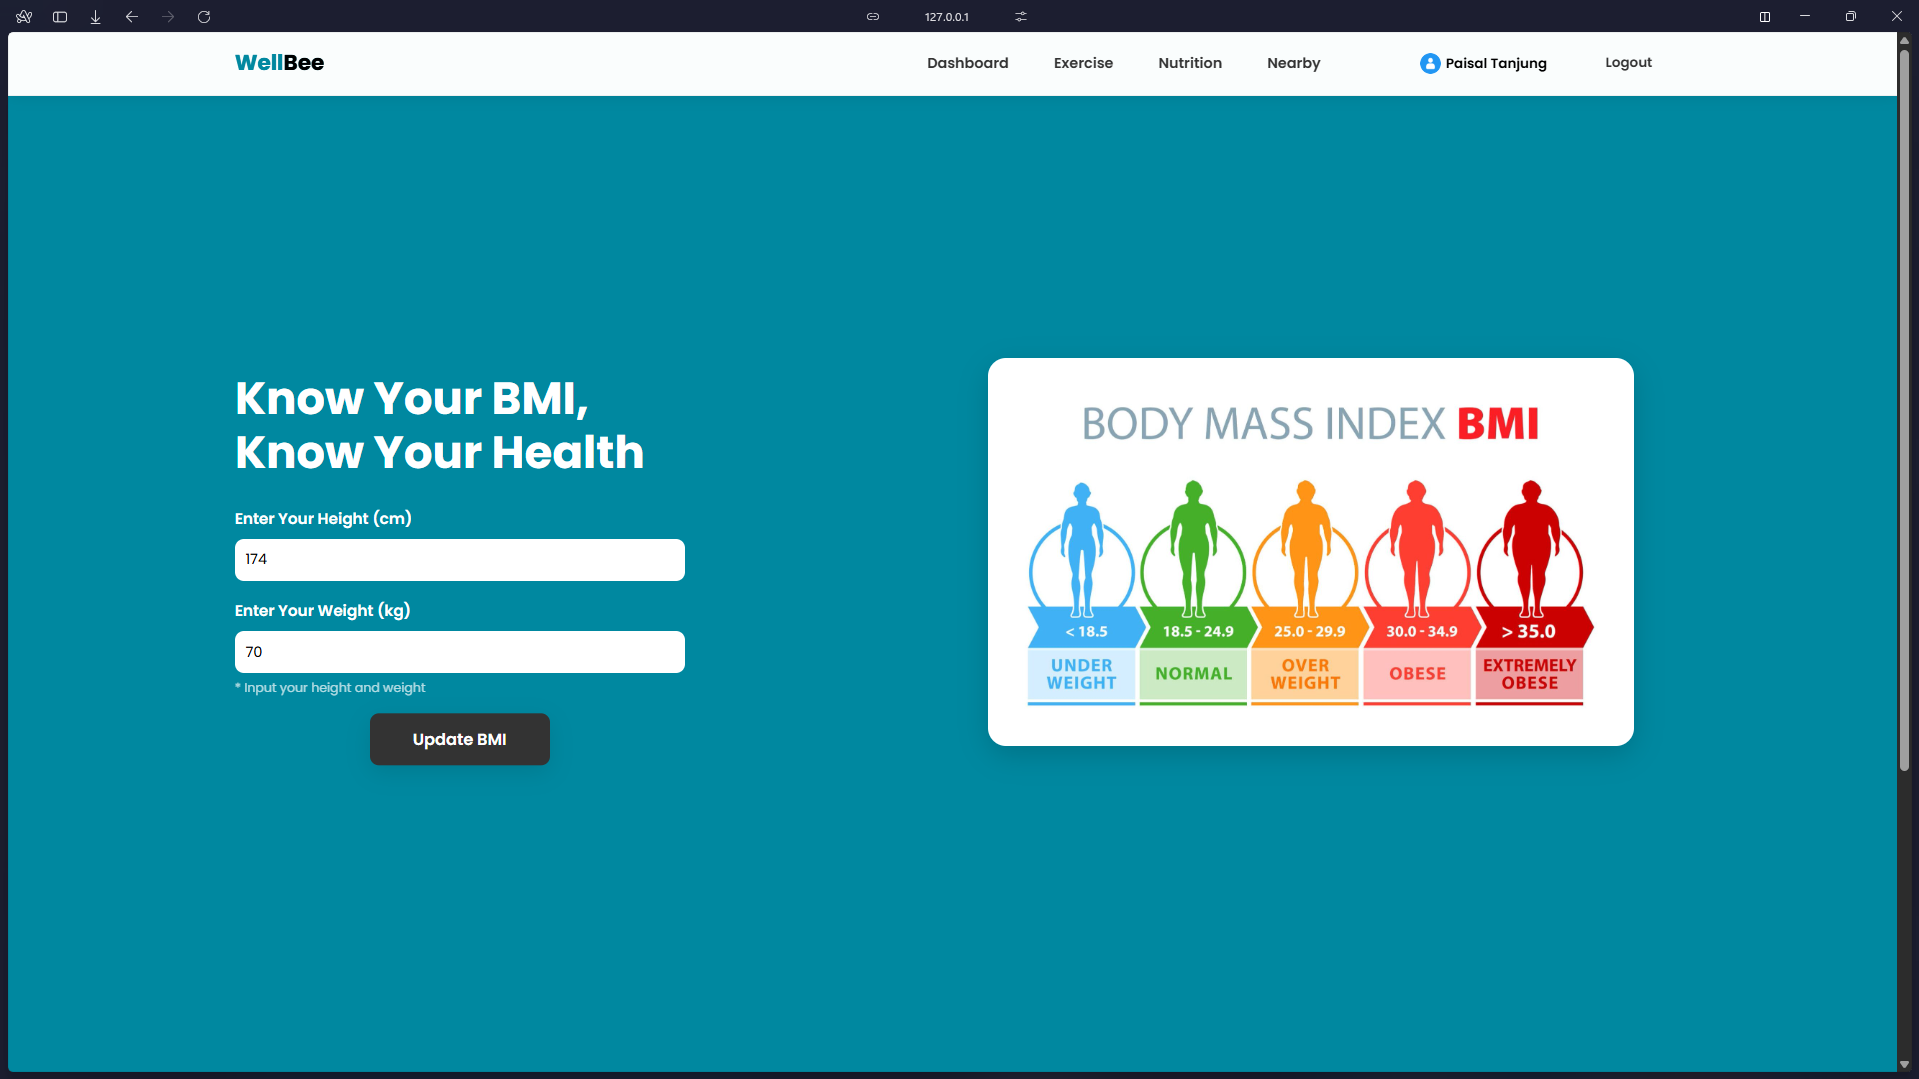 127.0.0.1
WellBee
Dashboard
Exercise
Nutrition
Nearby
Paisal Tanjung
Logout
Know Your BMI,
Know Your Health
Enter Your Height (cm)
174
Enter Your Weight (kg)
70
* Input your height and weight
Update BMI
BODY MASS INDEX BMI
< 18.5
18.5 - 24.9
25.0 - 29.9
30.0 - 34.9
> 35.0
UNDER
WEIGHT
NORMAL
OVER
WEIGHT
OBESE
EXTREMELY
OBESE